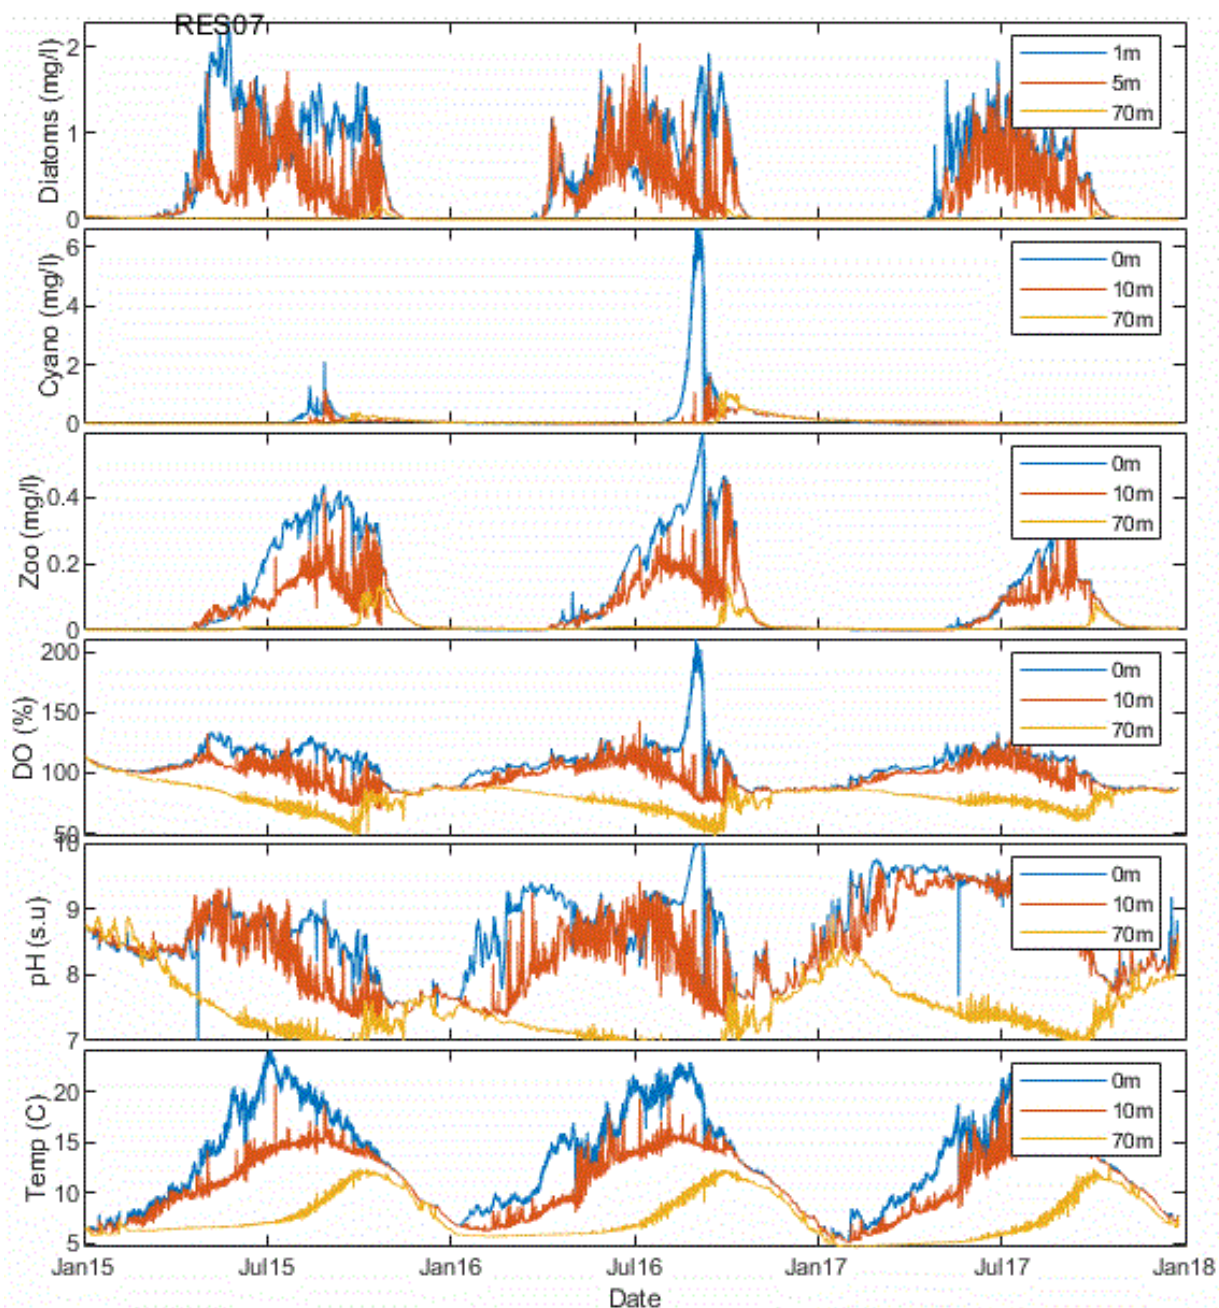 RES07
Diatoms (mg/l)
2
1
0
1m
5m
70m
Cyano (mg/l)
6
4
2
0
0m
10m
70m
Zoo (mg/l)
0.4
0.2
0
0m
10m
70m
DO (%)
200
150
100
50
0m
10m
70m
pH (s.u)
10
9
8
7
0m
10m
70m
Temp (C)
20
15
10
5
0m
10m
70m
Jan15 Jul15 Jan16 Jul16 Jan17 Jul17 Jan18
Date